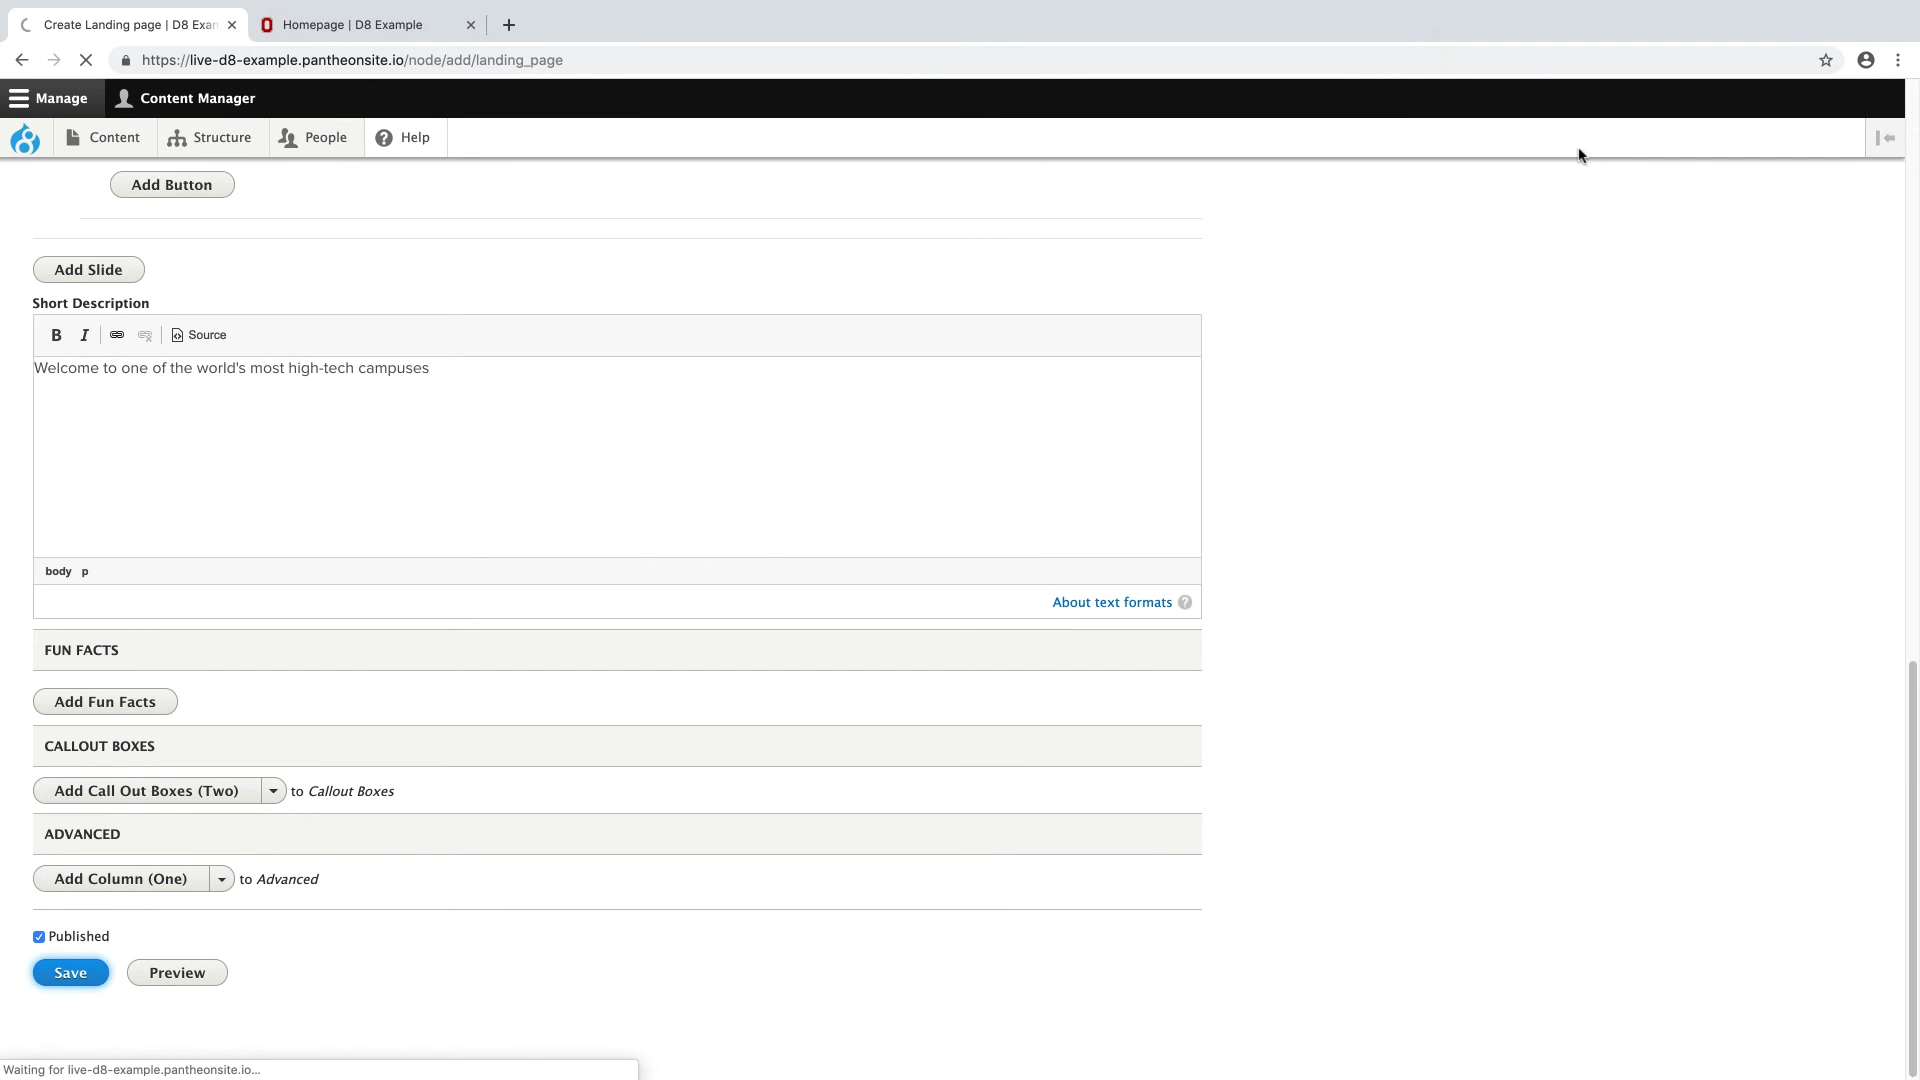 Create Landing page | D8 Exam
Homepage | D8 Example
https://live-d8-example.pantheonsite.io/node/add/landing_page
Manage
Content Manager
Content
Structure
People
Help
Add Button
Add Slide
Short Description
B I Source
Welcome to one of the world's most high-tech campuses
body p
About text formats ?
FUN FACTS
Add Fun Facts
CALLOUT BOXES
Add Call Out Boxes (Two) to Callout Boxes
ADVANCED
Add Column (One) to Advanced
Published
Save
Preview
Waiting for live-d8-example.pantheonsite.io...